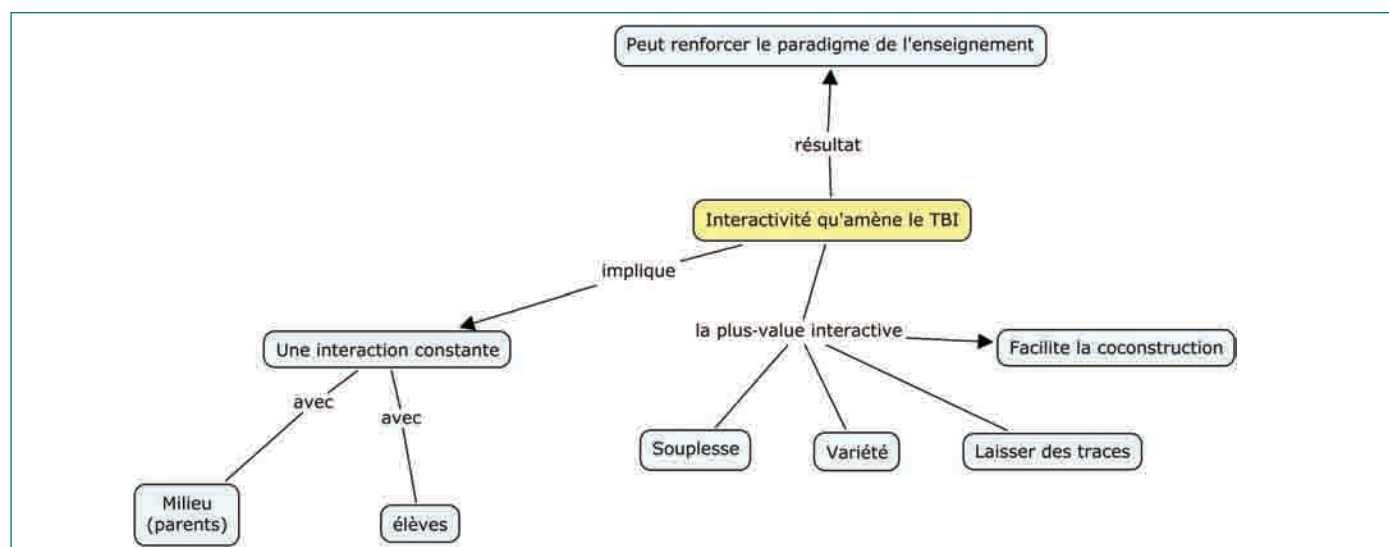 Peut renforcer le paradigme de l'enseignement
résultat
Interactivité qu'amène le TBI
implique
la plus-value interactive
Une interaction constante
Facilite la coconstruction
avec
avec
Souplesse
Variété
Laisser des traces
Milieu
(parents)
élèves